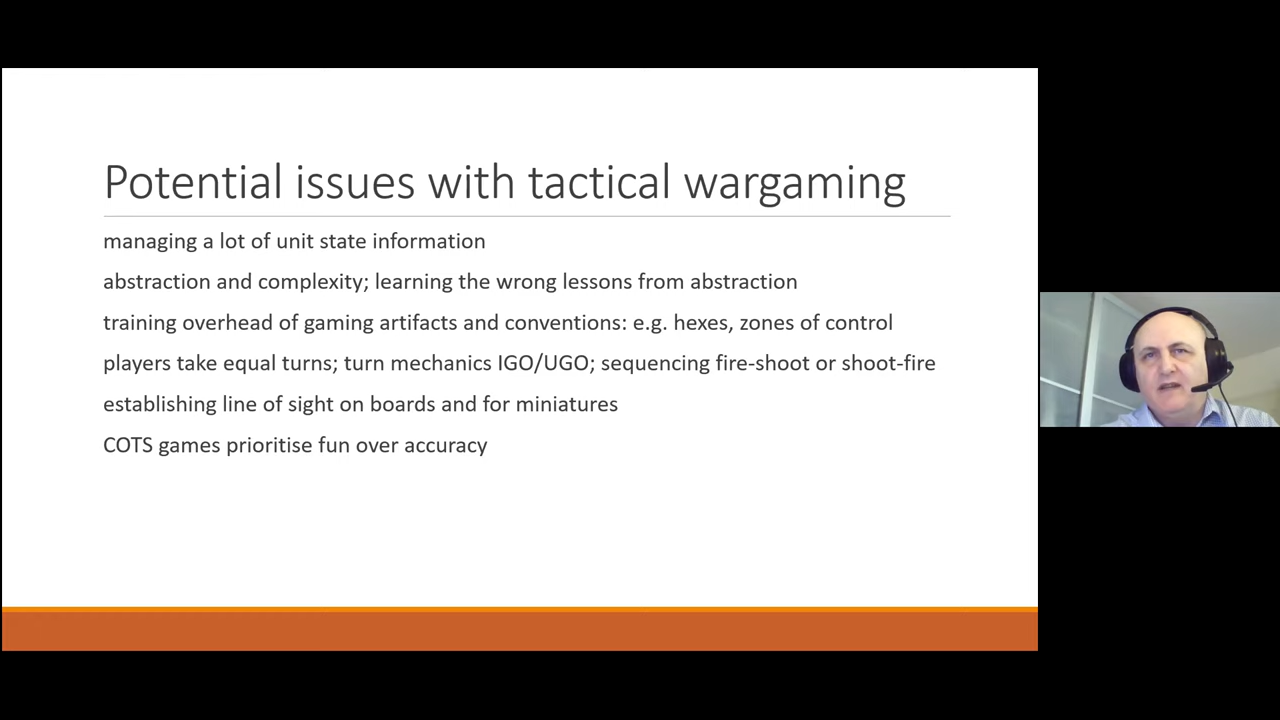 Potential issues with tactical wargaming
managing a lot of unit state information
abstraction and complexity; learning the wrong lessons from abstraction
training overhead of gaming artifacts and conventions: e.g. hexes, zones of control
players take equal turns; turn mechanics IGO/UGO; sequencing fire-shoot or shoot-fire
establishing line of sight on boards and for miniatures
COTS games prioritise fun over accuracy